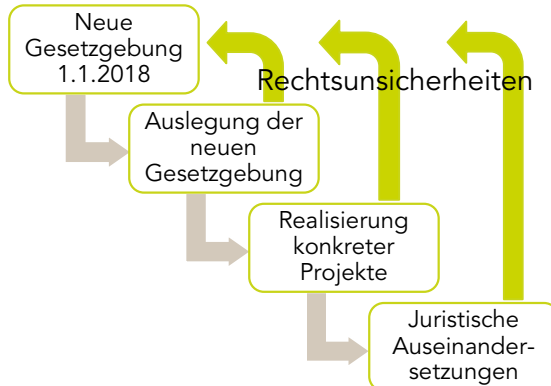 Neue
Gesetzgebung
1.1.2018
Rechtsunsicherheiten
Auslegung der
neuen
Gesetzgebung
Realisierung
konkreter
Projekte
Juristische
Auseinander-
setzungen